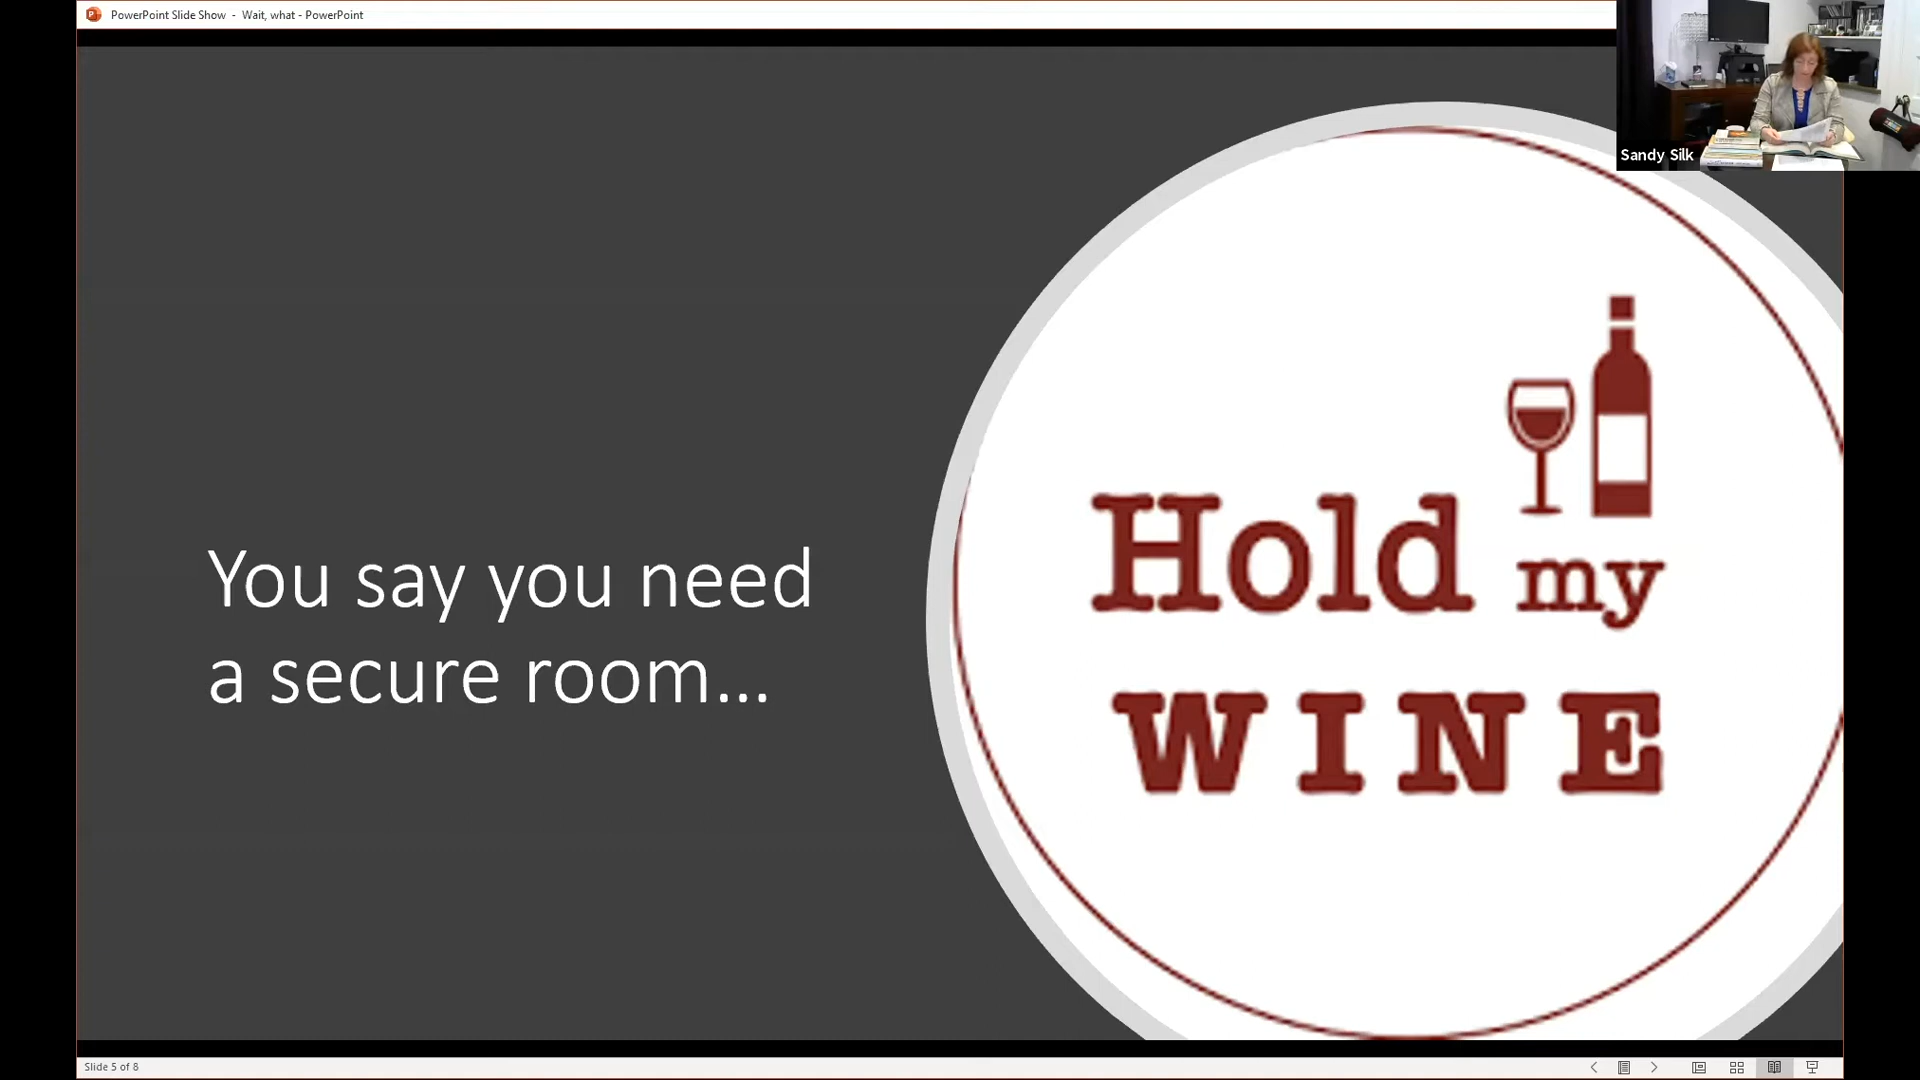 PowerPoint Slide Show - Wait, what - PowerPoint
Sandy Silk
You say you need
a secure room...
Hold my
WINE
Slide 5 of 8